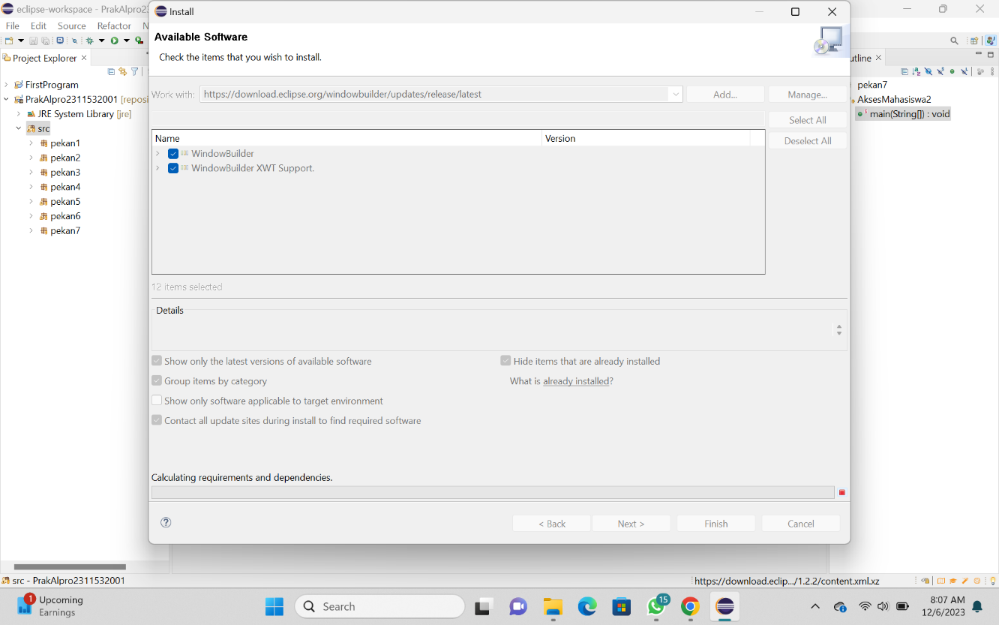 eclipse-workspace - PrakAlpro2
File Edit Source Refactor N
Project Explorer
FirstProgram
PrakAlpro2311532001 [reposi
JRE System Library [jre]
src
pekan1
pekan2
pekan3
pekan4
pekan5
pekan6
pekan7
Install
Available Software
Check the items that you wish to install.
Work with: https://download.eclipse.org/windowbuilder/updates/release/latest
Add...
Manage...
Select All
Deselect All
Name Version
WindowBuilder
WindowBuilder XWT Support.
12 items selected
Details
Show only the latest versions of available software
Hide items that are already installed
Group items by category
What is already installed?
Show only software applicable to target environment
Contact all update sites during install to find required software
Calculating requirements and dependencies.
< Back
Next >
Finish
Cancel
utline
pekan7
AksesMahasiswa2
main(String[]) : void
src - PrakAlpro2311532001
https://download.eclip.../1.2.2/content.xml.xz
1
Upcoming
Earnings
Search
15
8:07 AM
12/6/2023